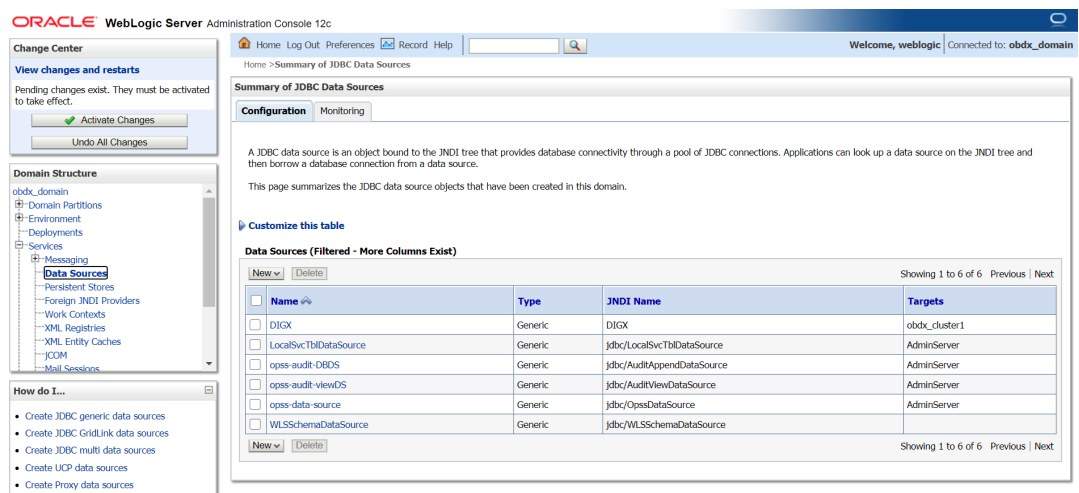 ORACLE WebLogic Server Administration Console 12c
Change Center
View changes and restarts
Pending changes exist. They must be activated
to take effect.
Activate Changes
Undo All Changes
Domain Structure
obdx_domain
Domain Partitions
Environment
Deployments
Services
Messaging
Data Sources
Persistent Stores
Foreign JNDI Providers
Work Contexts
XML Registries
XML Entity Caches
jCOM
Mail Sessions
How do I...
Create JDBC generic data sources
Create JDBC GridLink data sources
Create JDBC multi data sources
Create UCP data sources
Create Proxy data sources
Home Log Out Preferences Record Help
Welcome, weblogic Connected to: obdx_domain
Home >Summary of JDBC Data Sources
Summary of JDBC Data Sources
Configuration Monitoring
A JDBC data source is an object bound to the JNDI tree that provides database connectivity through a pool of JDBC connections. Applications can look up a data source on the JNDI tree and
then borrow a database connection from a data source.
This page summarizes the JDBC data source objects that have been created in this domain.
Customize this table
Data Sources (Filtered - More Columns Exist)
New Delete Showing 1 to 6 of 6 Previous | Next
Name Type JNDI Name Targets
DIGX Generic DIGX obdx_cluster1
LocalSvcTblDataSource Generic jdbc/LocalSvcTblDataSource AdminServer
opss-audit-DBDS Generic jdbc/AuditAppendDataSource AdminServer
opss-audit-viewDS Generic jdbc/AuditViewDataSource AdminServer
opss-data-source Generic jdbc/OpssDataSource AdminServer
WLSSchemaDataSource Generic jdbc/WLSSchemaDataSource
New Delete Showing 1 to 6 of 6 Previous | Next